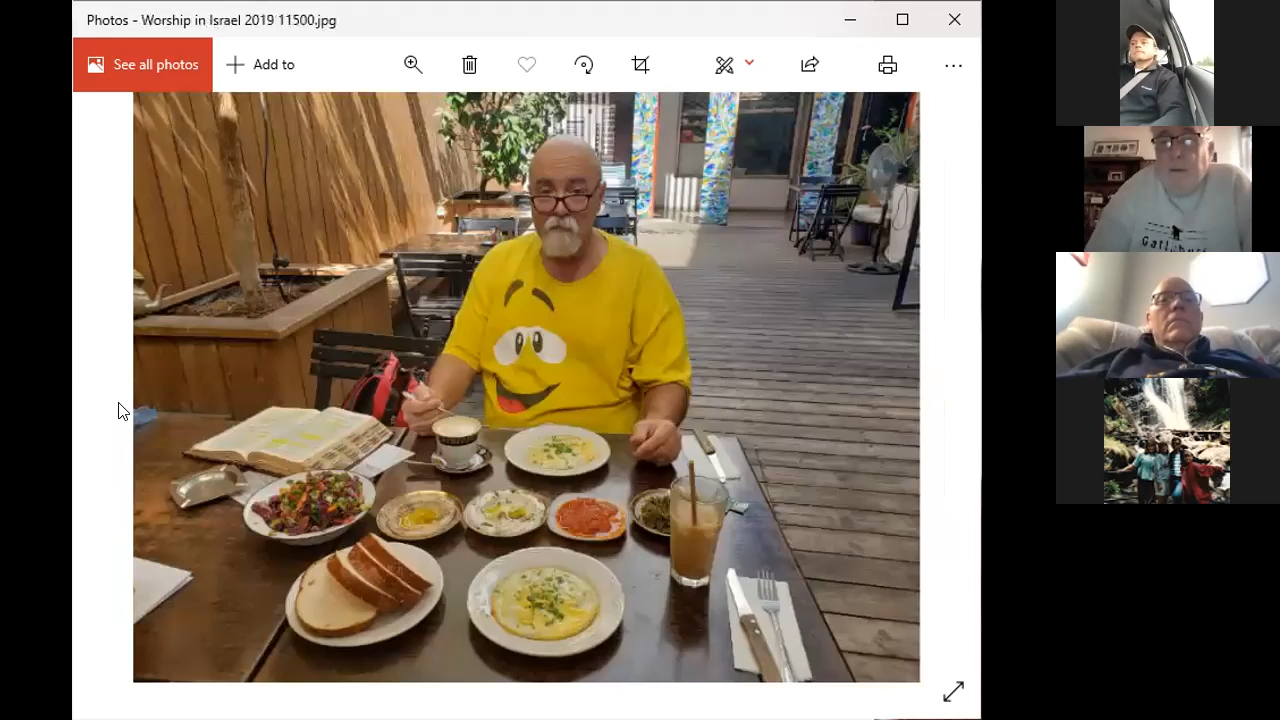 Photos - Worship in Israel 2019 11500.jpg
See all photos
Add to